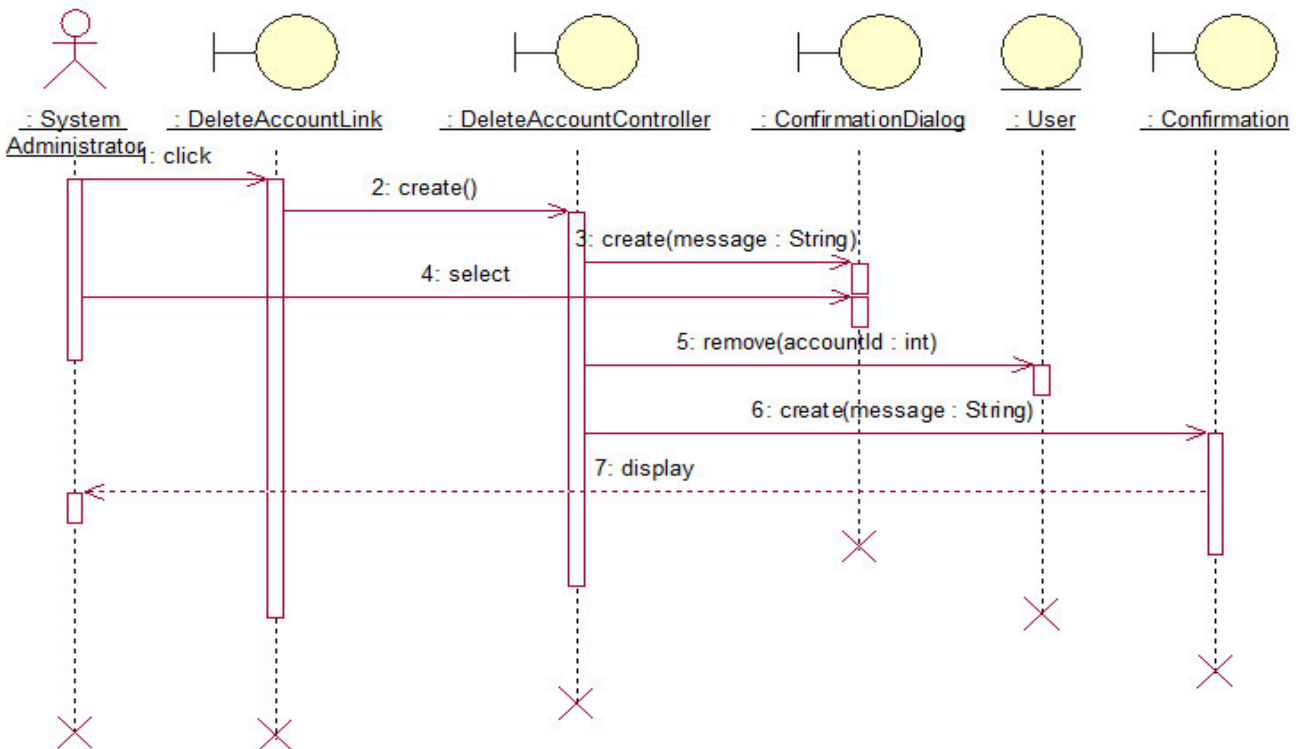 : System
Administrator
: DeleteAccountLink
: DeleteAccountController
: ConfirmationDialog
: User
: Confirmation
1: click
2: create()
3: create(message : String)
4: select
5: remove(accountId : int)
6: create(message : String)
7: display